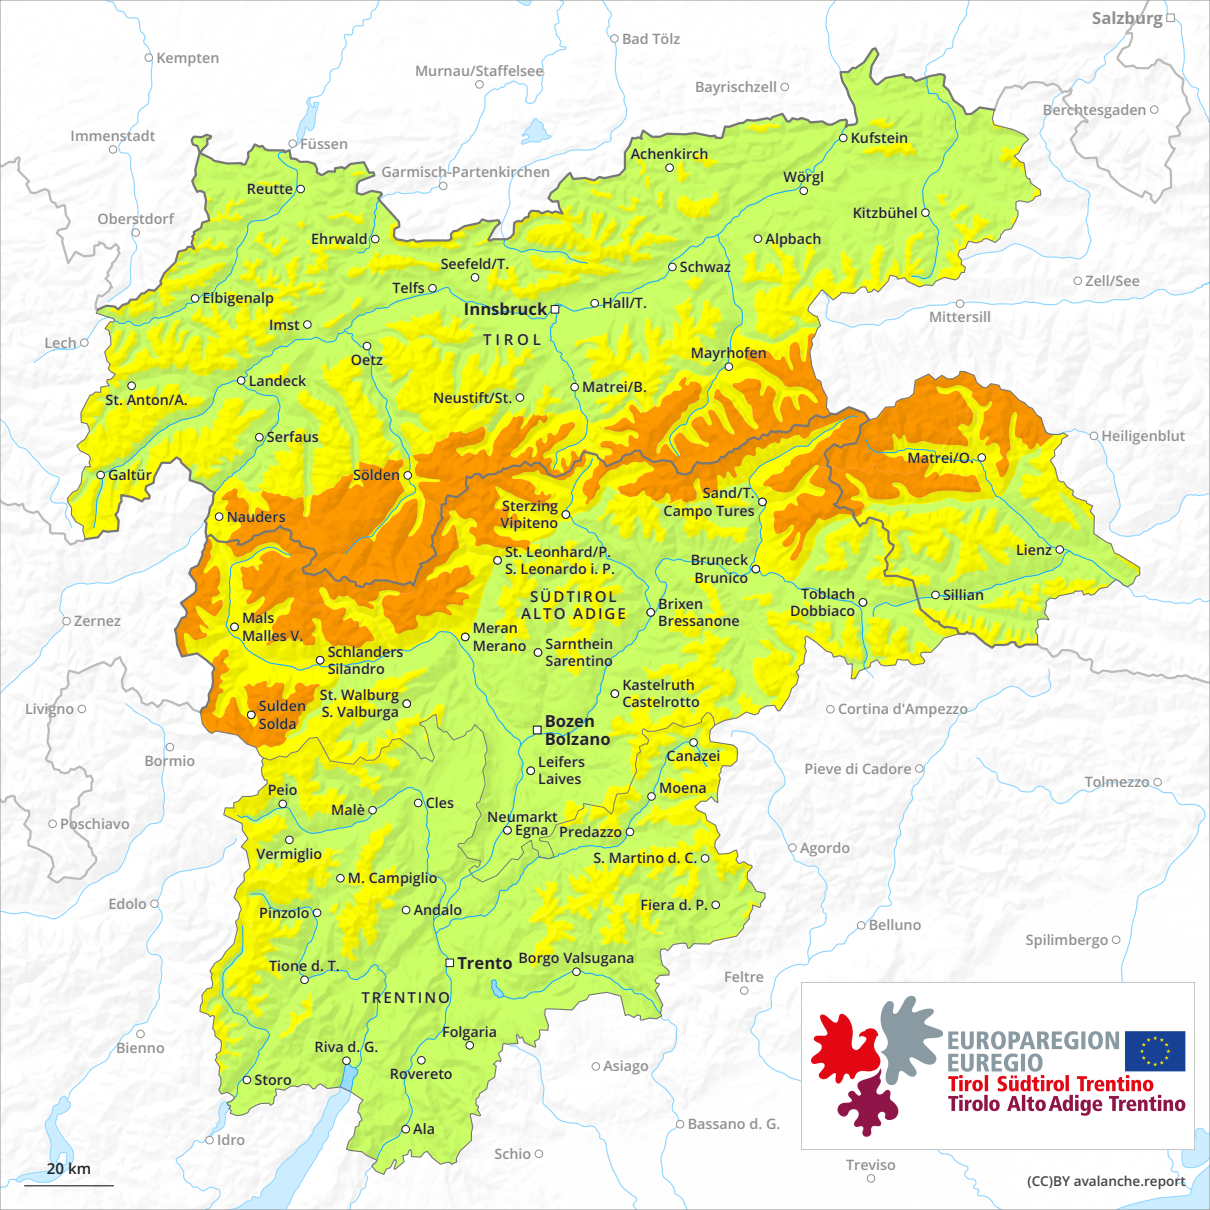 Salzburg
Bad Tölz
Kempten
Murnau/Staffelsee
Bayrischzell
Berchtesgaden
Immenstadt
Füssen
Kufstein
Achenkirch
Garmisch-Partenkirchen
Wörgl
Reutte
Oberstdorf
Kitzbühel
Ehrwald
Alpbach
Seefeld/T.
Schwaz
Zell/See
Telfs
Elbigenalp
Innsbruck
Hall/T.
Mittersill
Imst
TIROL
Lech
Oetz
Mayrhofen
Landeck
Matrei/B.
St. Anton/A.
Neustift/St.
Serfaus
Heiligenblut
Matrei/O.
Galtür
Sölden
Sand/T.
Campo Tures
Sterzing
Vipiteno
Nauders
St. Leonhard/P.
S. Leonardo i. P.
Lienz
Bruneck
Brunico
SÜDTIROL
ALTO ADIGE
Toblach
Dobbiaco
Sillian
Brixen
Bressanone
Zernez
Mals
Malles V.
Meran
Merano
Sarnthein
Sarentino
Schlanders
Silandro
Kastelruth
Castelrotto
St. Walburg
S. Valburga
Livigno
Sulden
Solda
Cortina d'Ampezzo
Bozen
Bolzano
Bormio
Canazei
Leifers
Laives
Pieve di Cadore
Tolmezzo
Peio
Moena
Malè
Cles
Poschiavo
Neumarkt
Egna
Predazzo
Vermiglio
S. Martino d. C.
Agordo
M. Campiglio
Edolo
Pinzolo
Andalo
Fiera d. P.
Belluno
Spilimbergo
Trento
Borgo Valsugana
Tione d. T.
Feltre
TRENTINO
Folgaria
Bienno
Riva d. G.
Rovereto
Asiago
Storo
EUROPAREGION
EUREGIO
Tirol Südtirol Trentino
Tirolo Alto Adige Trentino
Ala
Bassano d. G.
Idro
Schio
20 km
Treviso
(CC)BY avalanche.report